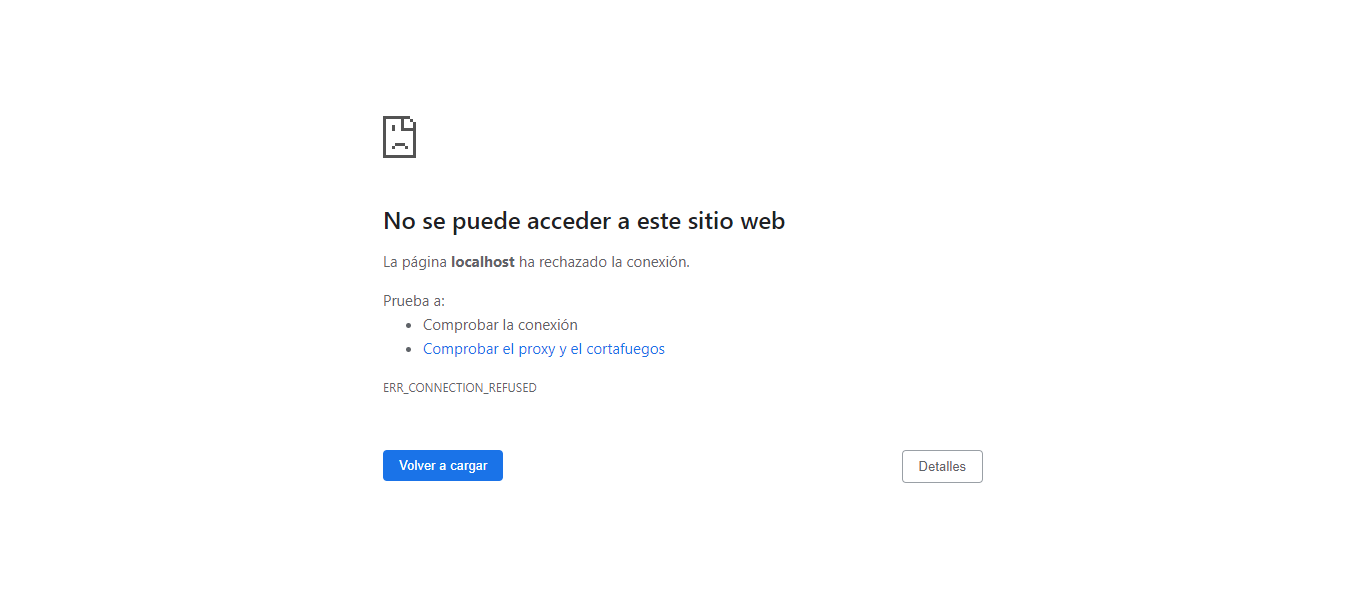 No se puede acceder a este sitio web
La página localhost ha rechazado la conexión.
Prueba a:
Comprobar la conexión
Comprobar el proxy y el cortafuegos
ERR_CONNECTION_REFUSED
Volver a cargar
Detalles